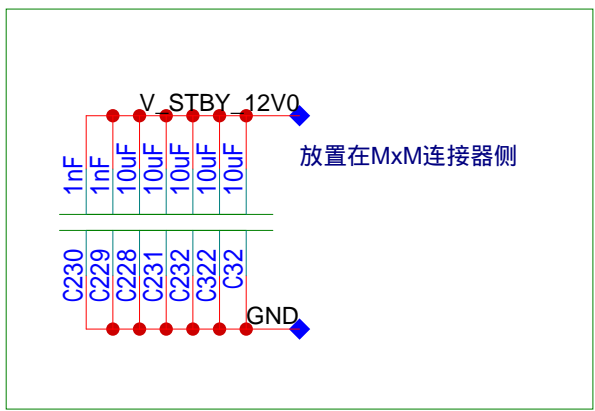 V_STBY_12V0
放置在MxM连接器侧
1nF
1nF
10uF
10uF
10uF
10uF
10uF
C230
C229
C228
C231
C232
C322
C32
GND